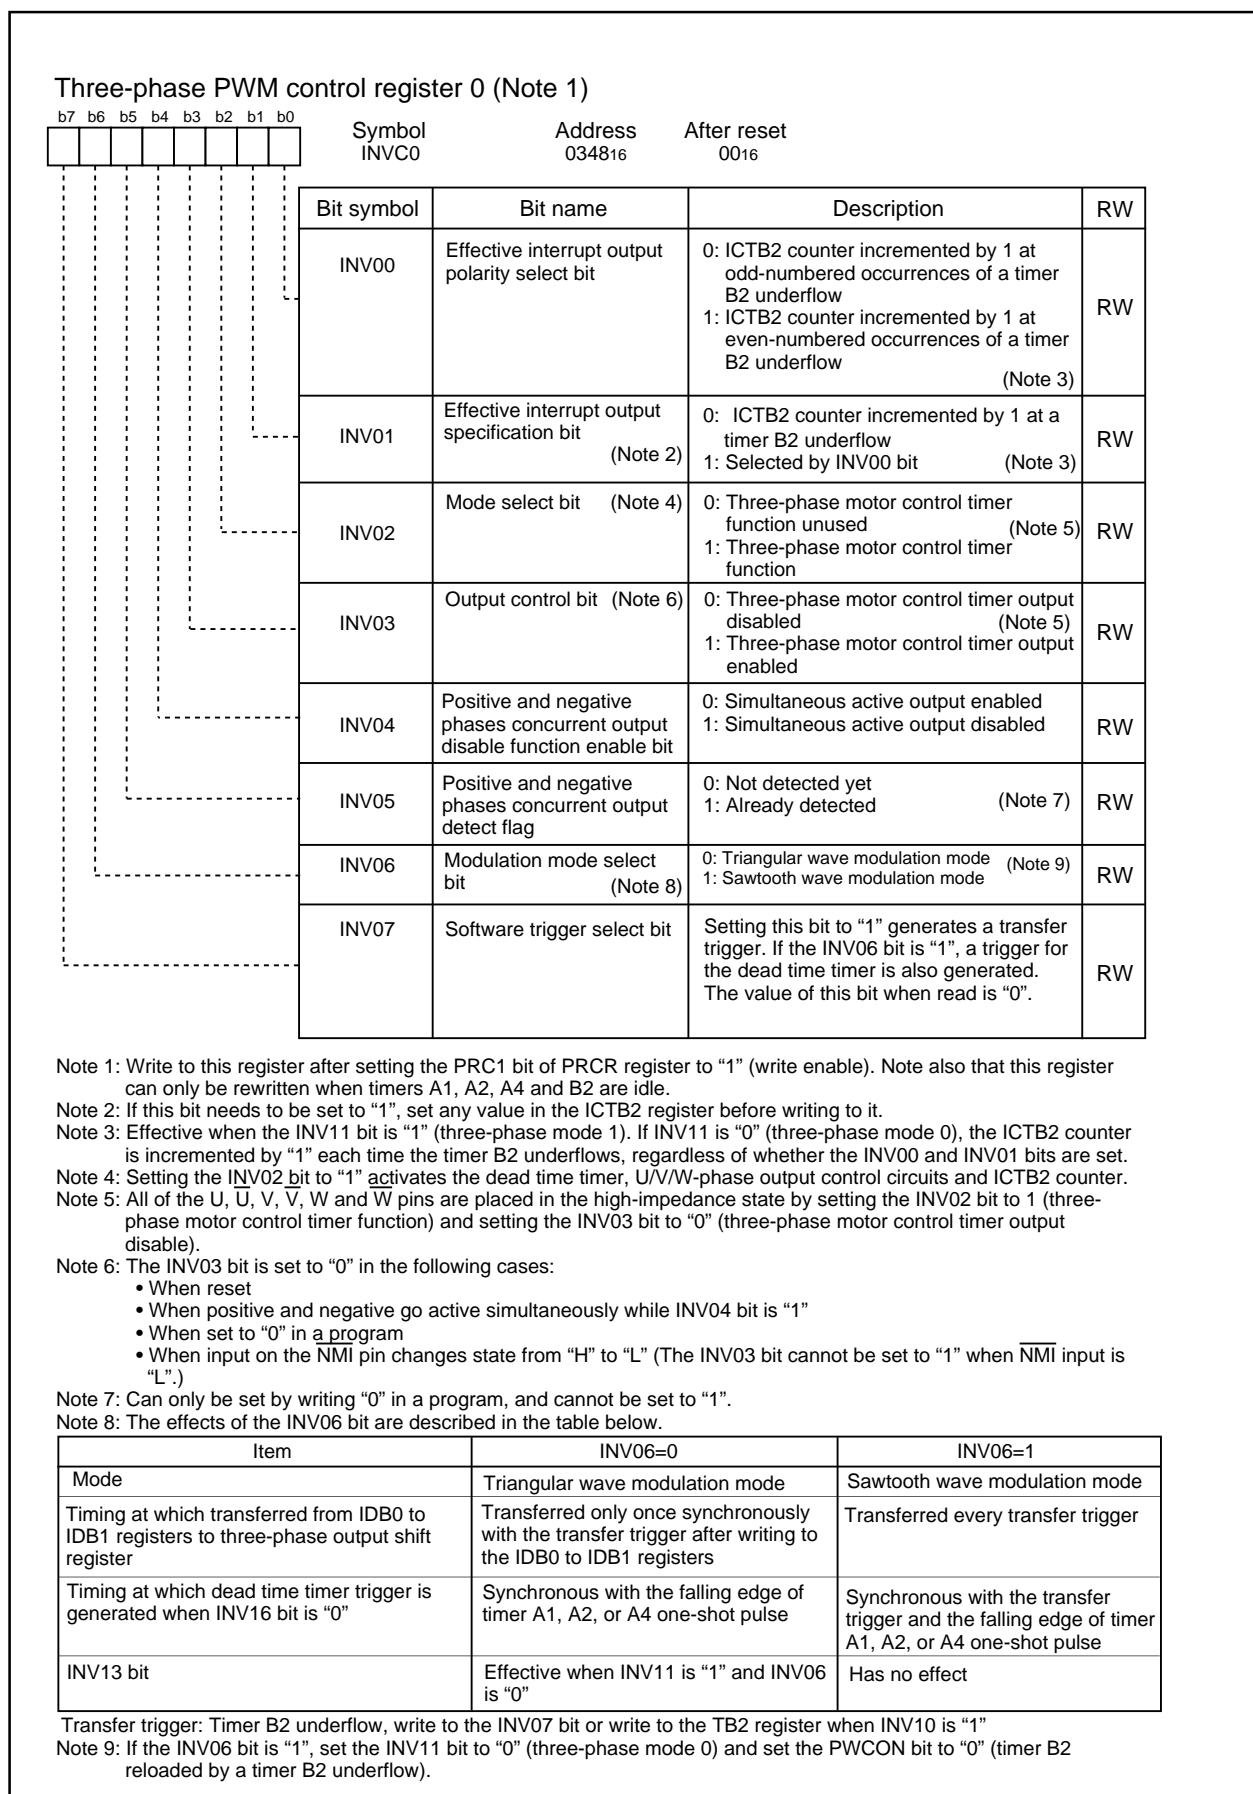 Three-phase PWM control register 0 (Note 1)
b7 b6 b5 b4 b3 b2 b1 b0
Symbol Address After reset
INVC0 034816 0016
Bit symbol Bit name Description RW
INV00
Effective interrupt output
polarity select bit
0: ICTB2 counter incremented by 1 at
odd-numbered occurrences of a timer
B2 underflow
1: ICTB2 counter incremented by 1 at
even-numbered occurrences of a timer
B2 underflow
(Note 3)
RW
INV01
Effective interrupt output
specification bit
(Note 2)
0: ICTB2 counter incremented by 1 at a
timer B2 underflow
1: Selected by INV00 bit (Note 3)
RW
INV02
Mode select bit (Note 4)
0: Three-phase motor control timer
function unused (Note 5)
1: Three-phase motor control timer
function
RW
INV03
Output control bit (Note 6)
0: Three-phase motor control timer output
disabled (Note 5)
1: Three-phase motor control timer output
enabled
RW
INV04
Positive and negative
phases concurrent output
disable function enable bit
0: Simultaneous active output enabled
1: Simultaneous active output disabled
RW
INV05
Positive and negative
phases concurrent output
detect flag
0: Not detected yet
1: Already detected (Note 7)
RW
INV06
Modulation mode select
bit (Note 8)
0: Triangular wave modulation mode (Note 9)
1: Sawtooth wave modulation mode
RW
INV07
Software trigger select bit
Setting this bit to “1” generates a transfer
trigger. If the INV06 bit is “1”, a trigger for
the dead time timer is also generated.
The value of this bit when read is “0”.
RW
Note 1: Write to this register after setting the PRC1 bit of PRCR register to “1” (write enable). Note also that this register
can only be rewritten when timers A1, A2, A4 and B2 are idle.
Note 2: If this bit needs to be set to “1”, set any value in the ICTB2 register before writing to it.
Note 3: Effective when the INV11 bit is “1” (three-phase mode 1). If INV11 is “0” (three-phase mode 0), the ICTB2 counter
is incremented by “1” each time the timer B2 underflows, regardless of whether the INV00 and INV01 bits are set.
Note 4: Setting the INV02 bit to “1” activates the dead time timer, U/V/W-phase output control circuits and ICTB2 counter.
Note 5: All of the U, U̅, V, V̅, W and W̅ pins are placed in the high-impedance state by setting the INV02 bit to 1 (three-
phase motor control timer function) and setting the INV03 bit to “0” (three-phase motor control timer output
disable).
Note 6: The INV03 bit is set to “0” in the following cases:
• When reset
• When positive and negative go active simultaneously while INV04 bit is “1”
• When set to “0” in a program
• When input on the N̅M̅I̅ pin changes state from “H” to “L” (The INV03 bit cannot be set to “1” when N̅M̅I̅ input is
“L”.)
Note 7: Can only be set by writing “0” in a program, and cannot be set to “1”.
Note 8: The effects of the INV06 bit are described in the table below.
Item INV06=0 INV06=1
Mode Triangular wave modulation mode Sawtooth wave modulation mode
Timing at which transferred from IDB0 to
IDB1 registers to three-phase output shift
register
Transferred only once synchronously
with the transfer trigger after writing to
the IDB0 to IDB1 registers
Transferred every transfer trigger
Timing at which dead time timer trigger is
generated when INV16 bit is “0”
Synchronous with the falling edge of
timer A1, A2, or A4 one-shot pulse
Synchronous with the transfer
trigger and the falling edge of timer
A1, A2, or A4 one-shot pulse
INV13 bit
Effective when INV11 is “1” and INV06
is “0”
Has no effect
Transfer trigger: Timer B2 underflow, write to the INV07 bit or write to the TB2 register when INV10 is “1”
Note 9: If the INV06 bit is “1”, set the INV11 bit to “0” (three-phase mode 0) and set the PWCON bit to “0” (timer B2
reloaded by a timer B2 underflow).